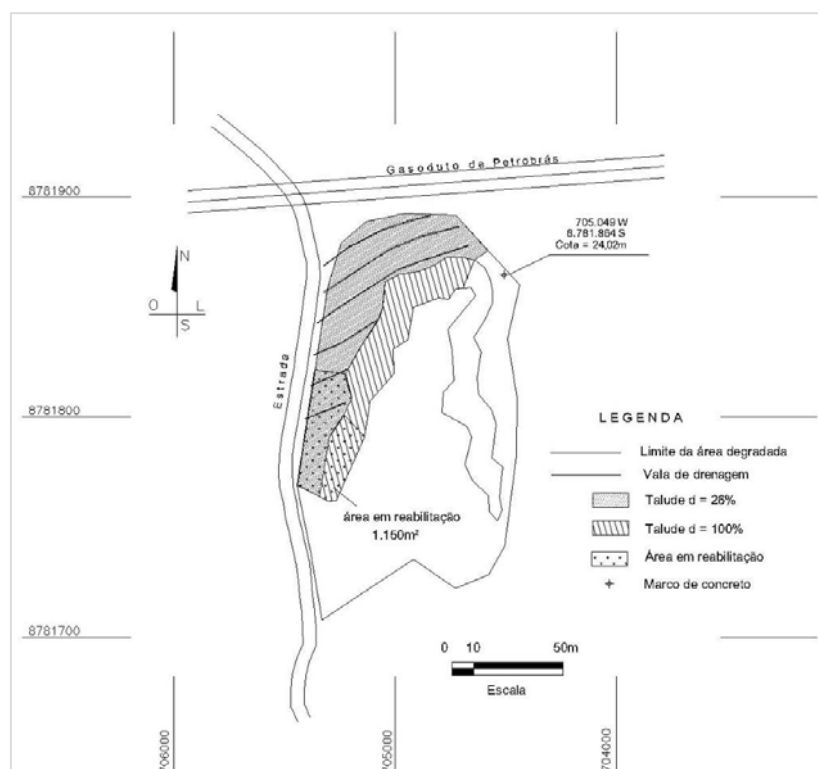 Gasoduto da Petrobrás
8781900
705.049 W
8.781.864 S
Cota = 24,02m
N
O L
S
Estrada
8781800
LEGENDA
Limite da área degradada
Vala de drenagem
Talude d = 28%
Talude d = 100%
Área em reabilitação
Marco de concreto
área em reabilitação
1.150m²
8781700
0 10 50m
Escala
706000
705000
704000